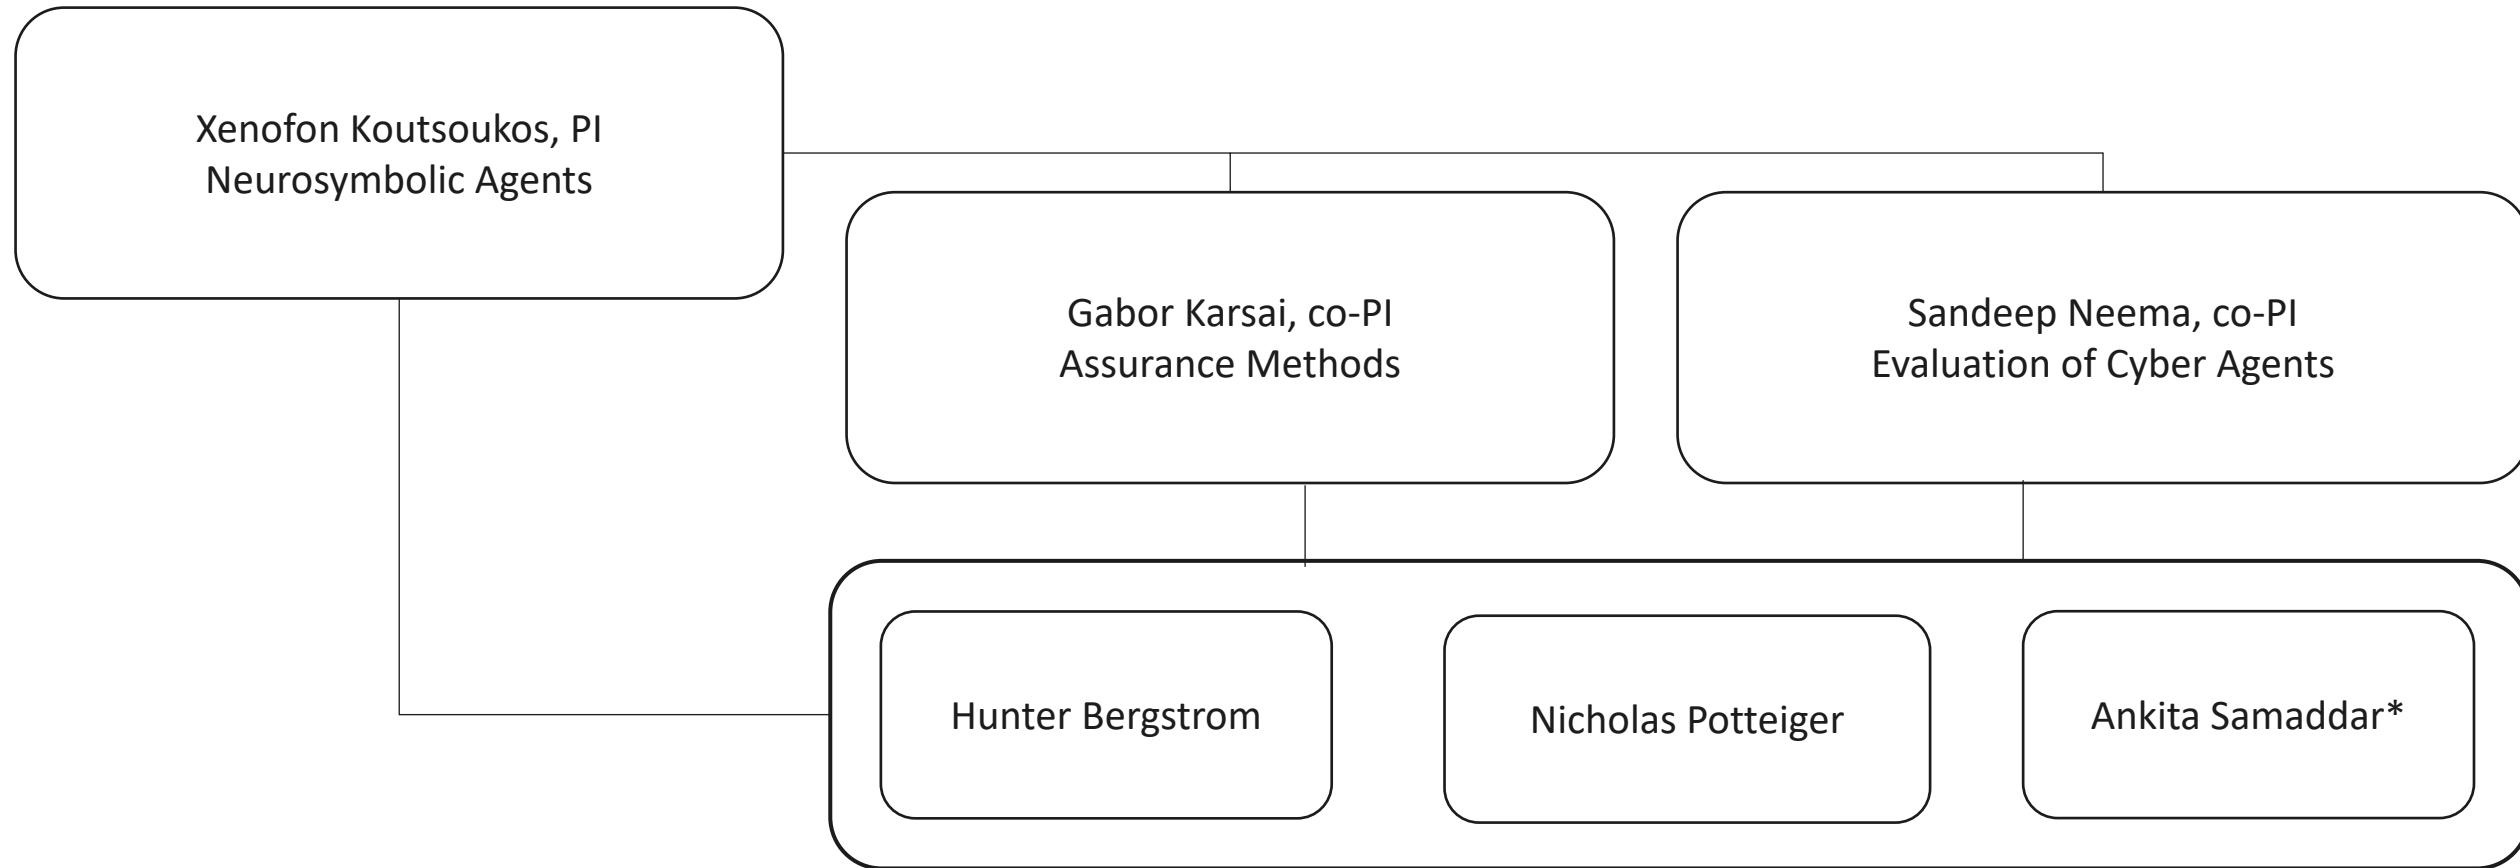 Xenofon Koutsoukos, PI
Neurosymbolic Agents
Gabor Karsai, co-PI
Assurance Methods
Sandeep Neema, co-PI
Evaluation of Cyber Agents
Hunter Bergstrom
Nicholas Potteiger
Ankita Samaddar*